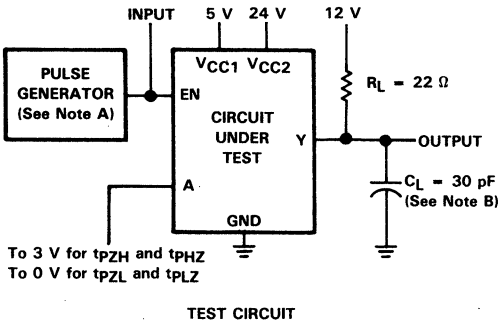 INPUT 5 V 24 V 12 V
VCC1 VCC2
PULSE
GENERATOR
(See Note A)
EN
CIRCUIT
UNDER
TEST
RL = 22 Ω
Y
OUTPUT
A
CL = 30 pF
(See Note B)
GND
To 3 V for tPZH and tPHZ
To 0 V for tPZL and tPLZ
TEST CIRCUIT